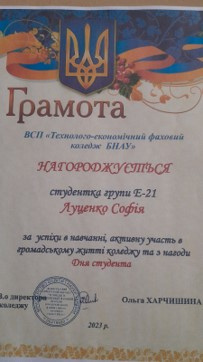 Грамота
ВСП «Технолого-економічний фаховий
коледж БНАУ»
НАГОРОДЖУЄТЬСЯ
студентка групи Е-21
Луценко Софія
за успіхи в навчанні, активну участь в
громадському житті коледжу та з нагоди
Дня студента
В.о директора
коледжу
Ольга ХАРЧИШИНА
2023 р.